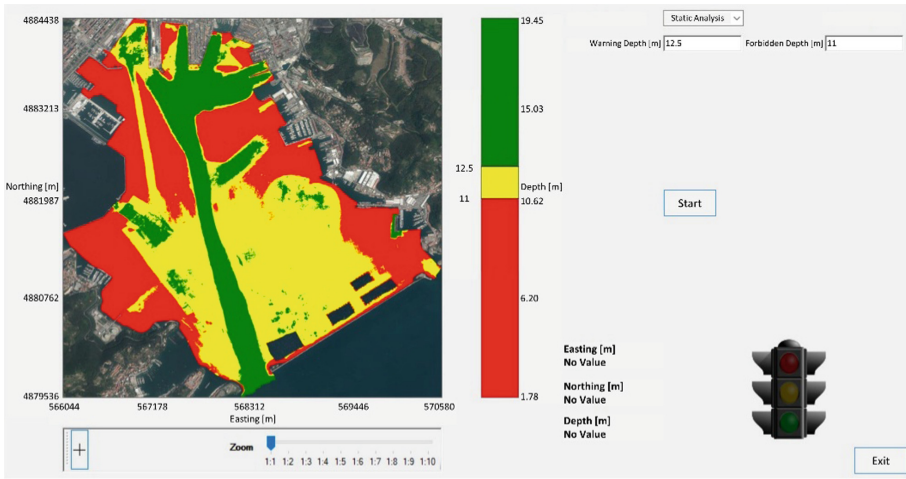 Static Analysis
Warning Depth [m] 12.5 Forbidden Depth [m] 11
4884438
4883213
Northing [m]
4881987
4880762
4879536
566044 567178 568312 569446 570580
Easting [m]
19.45
15.03
12.5
Depth [m]
11
10.62
6.20
1.78
Start
Easting [m]
No Value
Northing [m]
No Value
Depth [m]
No Value
Zoom
1:1 1:2 1:3 1:4 1:5 1:6 1:7 1:8 1:9 1:10
Exit